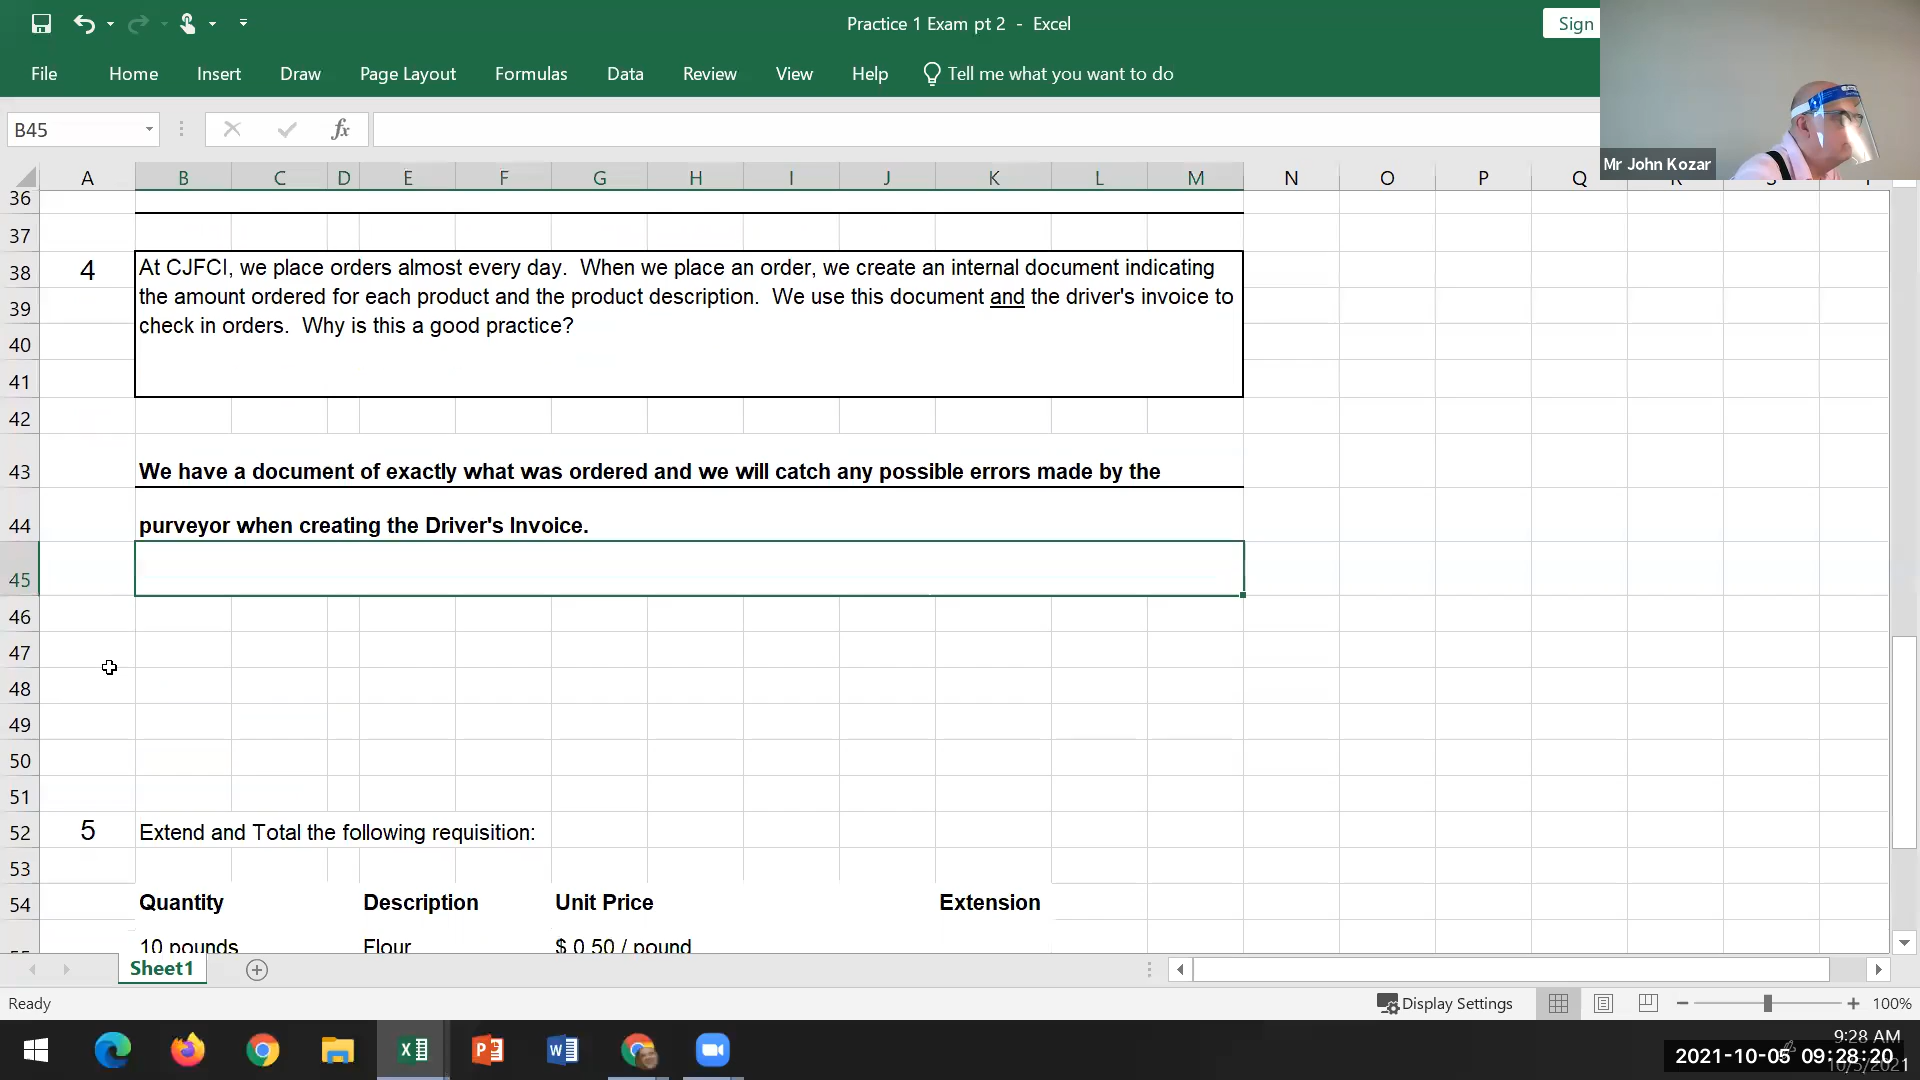 Practice 1 Exam pt 2 - Excel
Sign
File Home Insert Draw Page Layout Formulas Data Review View Help Tell me what you want to do
B45 fx
Mr John Kozar
A B C D E F G H I J K L M N O P Q
36
37
38 4 At CJFCI, we place orders almost every day. When we place an order, we create an internal document indicating
39 the amount ordered for each product and the product description. We use this document and the driver's invoice to
40 check in orders. Why is this a good practice?
41
42
43 We have a document of exactly what was ordered and we will catch any possible errors made by the
44 purveyor when creating the Driver's Invoice.
45
46
47
48
49
50
51
52 5 Extend and Total the following requisition:
53
54 Quantity Description Unit Price Extension
10 pounds Flour $ 0.50 / pound
Sheet1
Ready Display Settings 100%
9:28 AM
2021-10-05 09:28:20